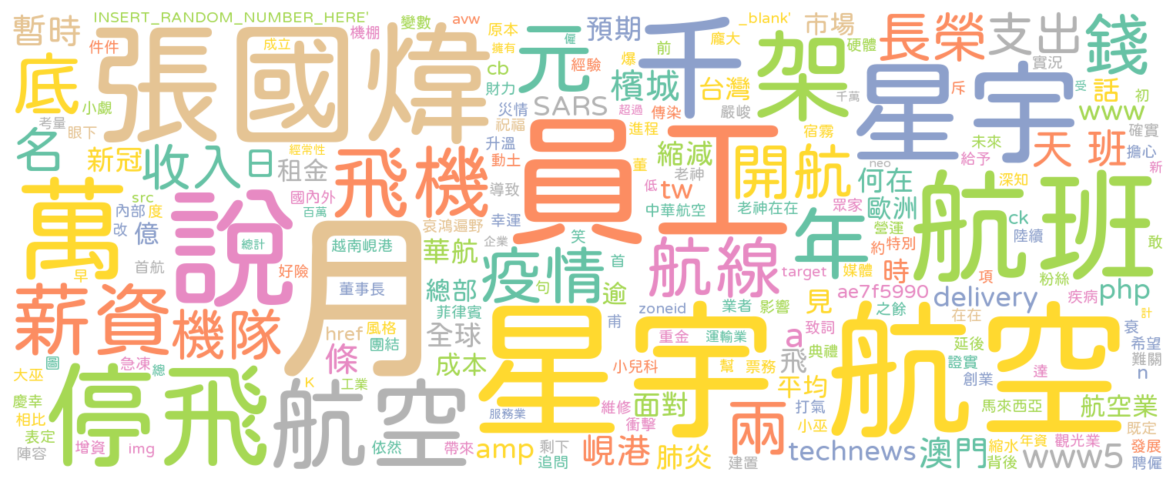 INSERT_RANDOM_NUMBER_HERE'
機棚
變數
avw
原本
_blank'
龐大
市場
長榮
支出
錢
暫時
件件
成立
擁有
僱
元
預期
爆
前
千
架
硬體
實況
底
張國煒
cb
經驗
檳城
台灣
嚴峻
千萬
星宇
斥
受
話
初
小覷
財力
災情
SARS
超過
傳染
www
考量
眼下
祝福
進程
宿霧
未來
確實
名
新冠
經常性
收入
日
租金
升溫
動土
員工
董
縮減
老神
開航
天
班
擔心
給予
新
neo
萬
src
國內外
飛機
導致
低
tw
何在
深知
航班
內部
度
百萬
說
哀鴻遍野
幸運
中華航空
老神在在
眾家
歐洲
ck
陸續
改
億
總計
越南峴港
月
華航
企業
笑
航線
年
營運
約
特別
敢
首航
早
好險
疫情
首
target
媒體
時
項
粉絲
董事長
總部
句
逾
業者
影響
見
ae7f5990
疾病
php
薪資
機隊
菲律賓
zoneid
之餘
delivery
計
href
風格
甫
重金
運輸業
致詞
a
在在
衰
希望
團結
全球
星宇
航空
圖
急凍
總
條
成本
小兒科
幫
票務
典禮
飛
延後
難關
大巫
停飛
航空
K
工業
平均
證實
創業
達
n
慶幸
服務業
維修
面對
打氣
馬來西亞
航空業
相比
衝擊
兩
小巫
既定
表定
增資
img
依然
帶來
amp
剩下
峴港
肺炎
technews
澳門
縮水
年資
觀光業
發展
陣容
追問
建置
背後
www5
聘僱